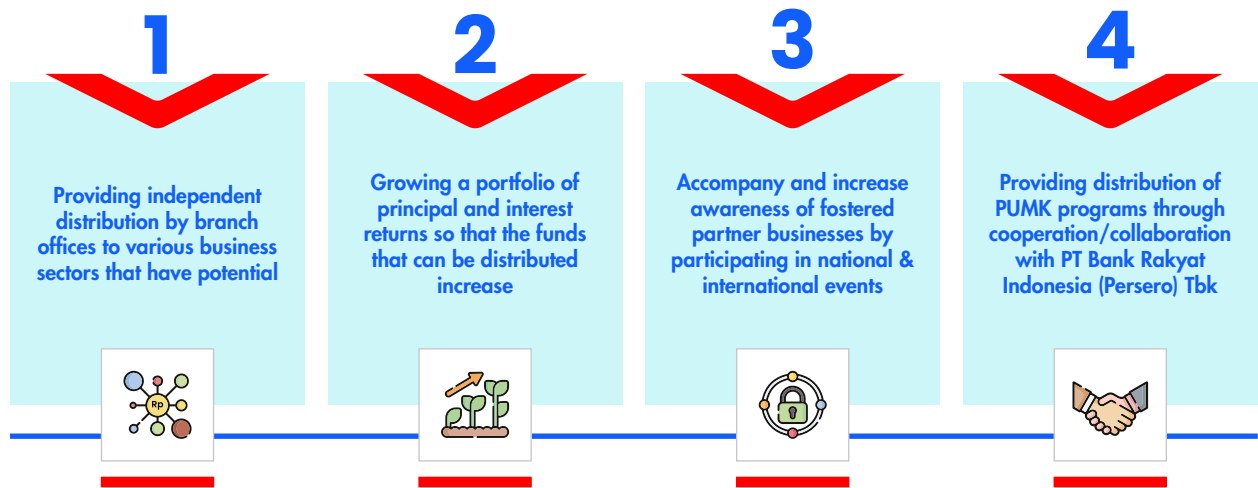 1
Providing independent
distribution by branch
offices to various business
sectors that have potential
Rp
2
Growing a portfolio of
principal and interest
returns so that the funds
that can be distributed
increase
3
Accompany and increase
awareness of fostered
partner businesses by
participating in national &
international events
4
Providing distribution of
PUMK programs through
cooperation/collaboration
with PT Bank Rakyat
Indonesia (Persero) Tbk